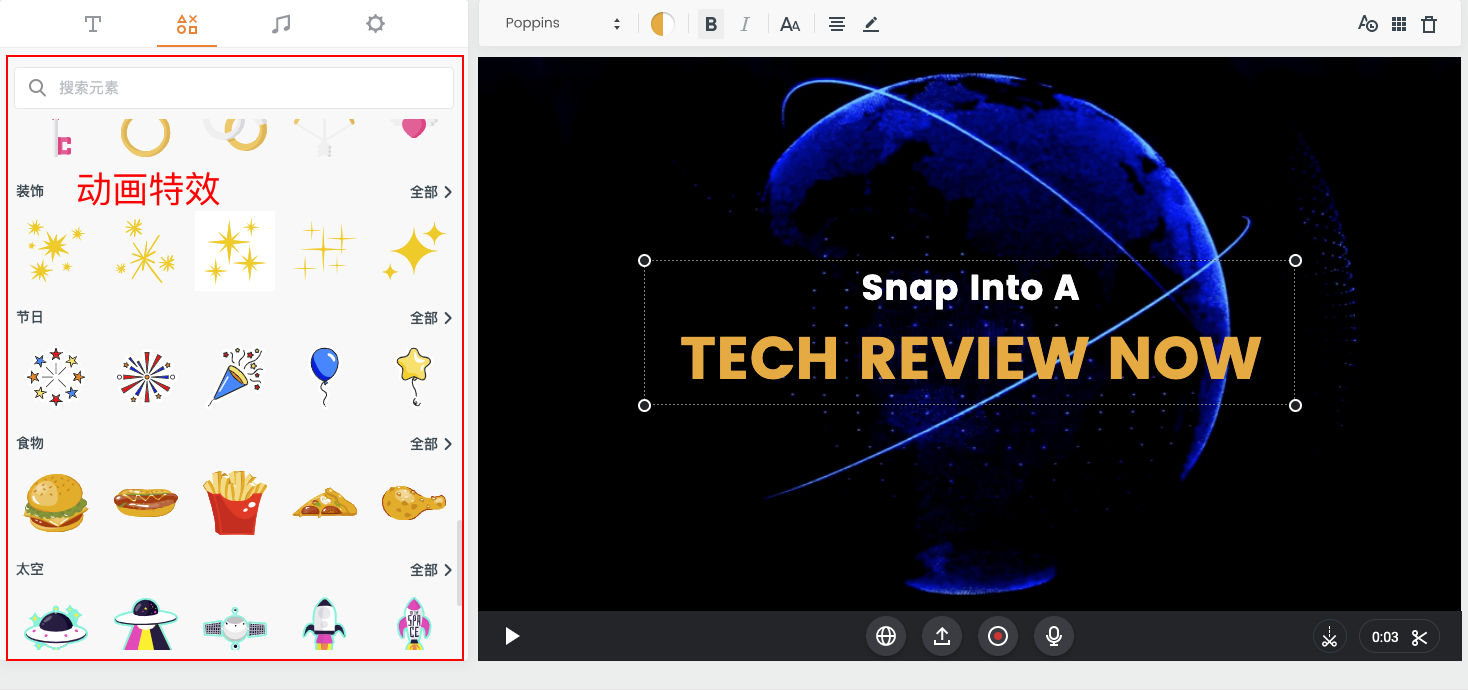 Poppins
B
I
AA
搜索元素
装饰
动画特效
全部
节日
全部
食物
全部
太空
全部
SPA
CE
Snap Into A
TECH REVIEW NOW
0:03